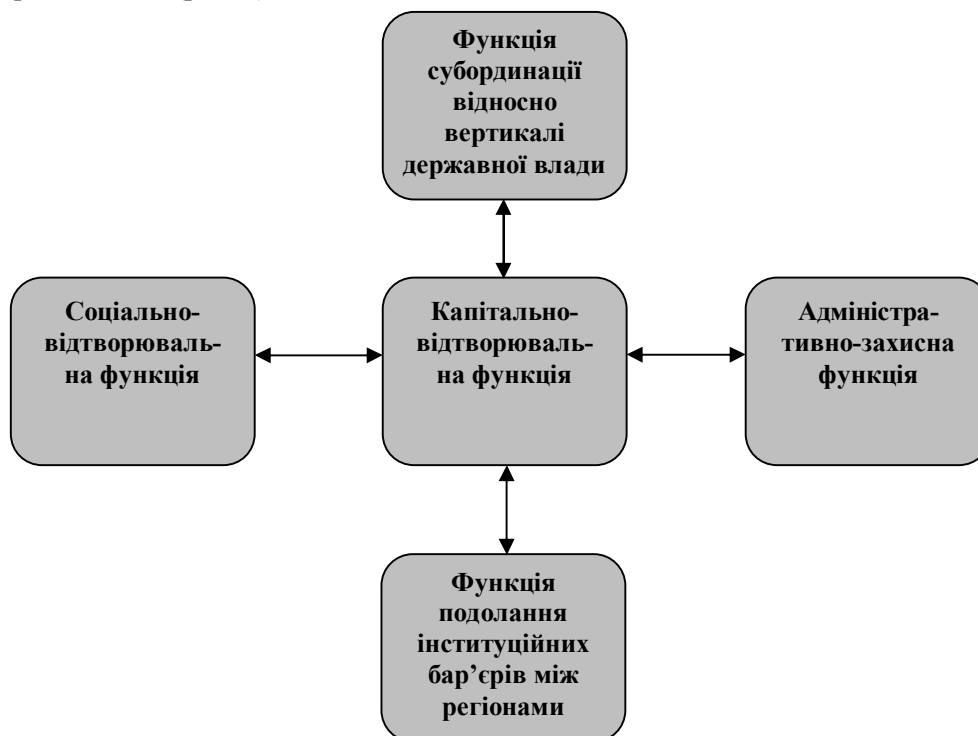 Функція
субординації
відносно
вертикалі
державної влади
Соціально-
відтворюваль-
на функція
Капітально-
відтворюваль-
на функція
Адміністра-
тивно-захисна
функція
Функція
подолання
інституційних
бар’єрів між
регіонами